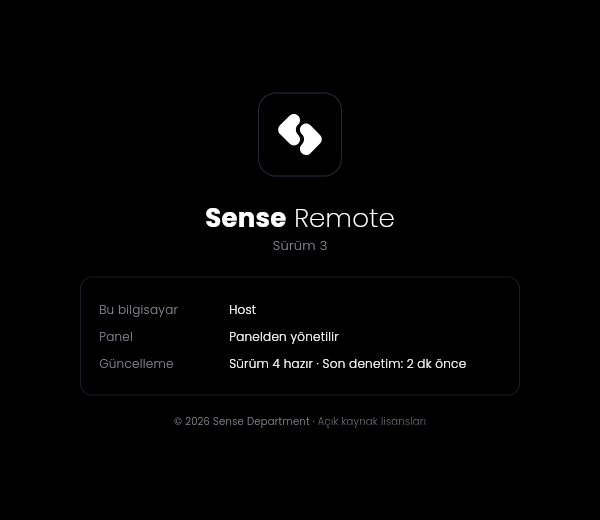 Sense Remote
Sürüm 3
Bu bilgisayar Host
Panel Panelden yönetilir
Güncelleme Sürüm 4 hazır · Son denetim: 2 dk önce
© 2026 Sense Department · Açık kaynak lisansları